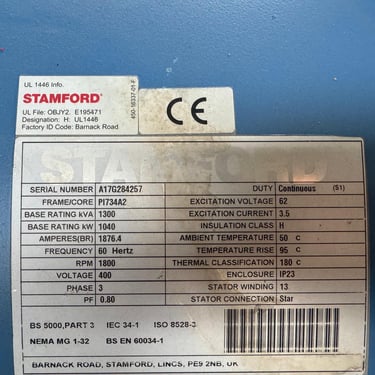 UL 1446 Info.
STAMFORD
UL File: OBJY2. E195471
Designation: H: UL1446
Factory ID Code: Barnack Road
450-16337-01-F
CE
STAMFORD
SERIAL NUMBER A17G284257 DUTY Continuous (S1)
FRAME/CORE PI734A2 EXCITATION VOLTAGE 62
BASE RATING kVA 1300 EXCITATION CURRENT 3.5
BASE RATING kW 1040 INSULATION CLASS H
AMPERES(BR) 1876.4 AMBIENT TEMPERATURE 50 C
FREQUENCY 60 Hertz TEMPERATURE RISE 95 C
RPM 1800 THERMAL CLASSIFICATION 180 C
VOLTAGE 400 ENCLOSURE IP23
PHASE 3 STATOR WINDING 13
PF 0.80 STATOR CONNECTION Star
BS 5000,PART 3 IEC 34-1 ISO 8528-3
NEMA MG 1-32 BS EN 60034-1
BARNACK ROAD, STAMFORD, LINCS, PE9 2NB, UK